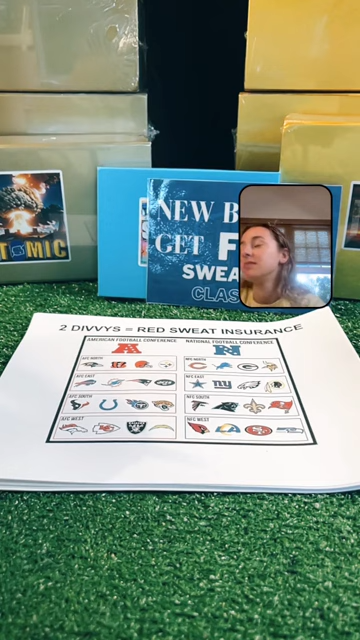 NEW B
GET F
SWEA
CLAS
T MIC
2 DIVVYS = RED SWEAT INSURANCE
AMERICAN FOOTBALL CONFERENCE
NATIONAL FOOTBALL CONFERENCE
AFC NORTH
NFC NORTH
AFC EAST
NFC EAST
AFC SOUTH
NFC SOUTH
AFC WEST
NFC WEST